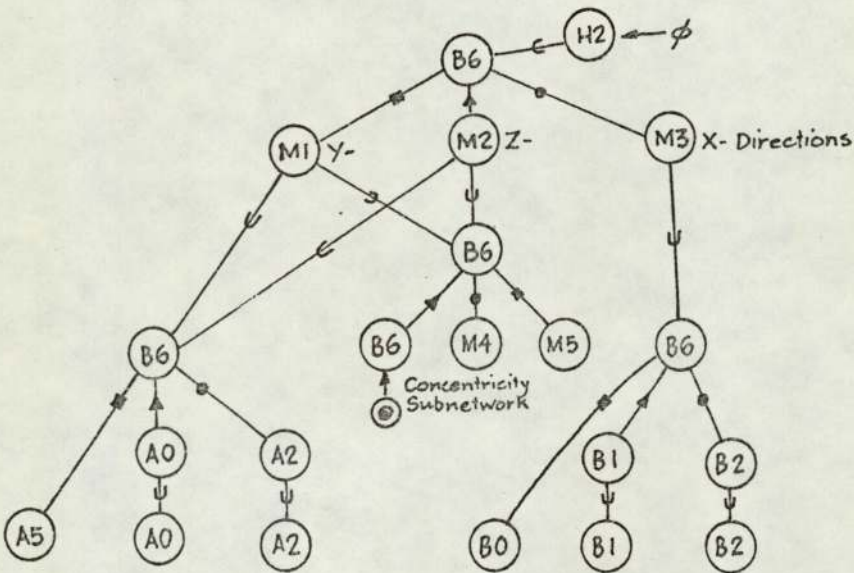 H2
φ
B6
M1 Y-
M2 Z-
M3 X- Directions
B6
B6
B6
M4
M5
B6
Concentricity
Subnetwork
A0
A2
B1
B2
A5
A0
A2
B0
B1
B2